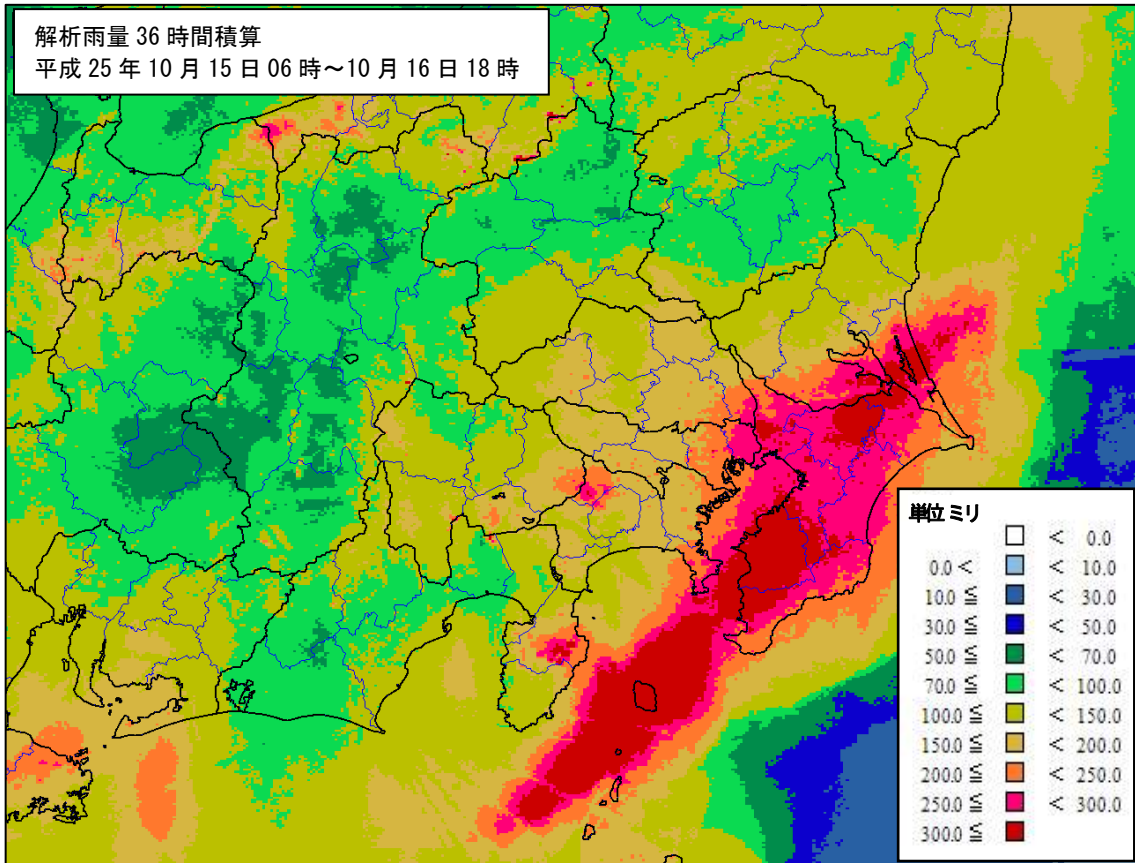 解析雨量 36 時間積算
平成 25 年 10 月 15 日 06 時～10 月 16 日 18 時
単位 ミリ
< 0.0
0.0 < < 10.0
10.0 ≦ < 30.0
30.0 ≦ < 50.0
50.0 ≦ < 70.0
70.0 ≦ < 100.0
100.0 ≦ < 150.0
150.0 ≦ < 200.0
200.0 ≦ < 250.0
250.0 ≦ < 300.0
300.0 ≦